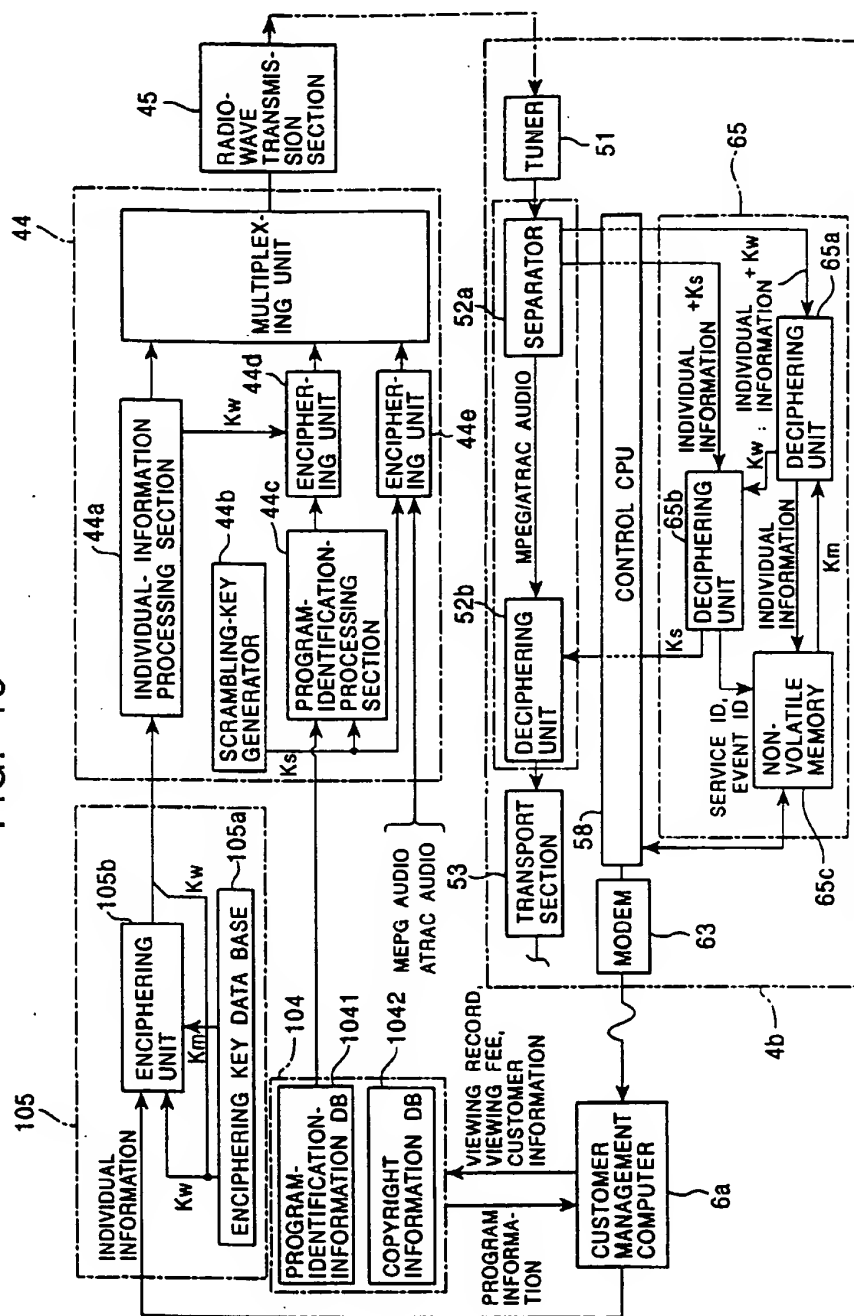 105
INDIVIDUAL
INFORMATION
105b
ENCIPHERING
UNIT
Kw
Km
Kw
105a
ENCIPHERING KEY DATA BASE
104
1041
PROGRAM-
IDENTIFICATION-
INFORMATION DB
1042
COPYRIGHT
INFORMATION DB
PROGRAM
INFORMA-
TION
VIEWING RECORD
VIEWING FEE,
CUSTOMER
INFORMATION
CUSTOMER
MANAGEMENT
COMPUTER
6a
44
44a
INDIVIDUAL- INFORMATION
PROCESSING SECTION
44b
SCRAMBLING-KEY
GENERATOR
Ks
44c
PROGRAM-
IDENTIFICATION-
PROCESSING
SECTION
Kw
44d
ENCIPHER-
ING UNIT
ENCIPHER-
ING UNIT
44e
MEPG AUDIO
ATRAC AUDIO
MULTIPLEX-
ING UNIT
45
RADIO-
WAVE
TRANSMIS-
SION
SECTION
TUNER
51
52a
SEPARATOR
MPEG/ATRAC AUDIO
52b
DECIPHERING
UNIT
53
TRANSPORT
SECTION
58
CONTROL CPU
MODEM
63
4b
65
INDIVIDUAL
INFORMATION
+Ks
INDIVIDUAL
INFORMATION
+ Kw
65a
DECIPHERING
UNIT
Kw :
65b
DECIPHERING
UNIT
Ks
INDIVIDUAL
INFORMATION
Km
SERVICE ID,
EVENT ID
NON-
VOLATILE
MEMORY
65c